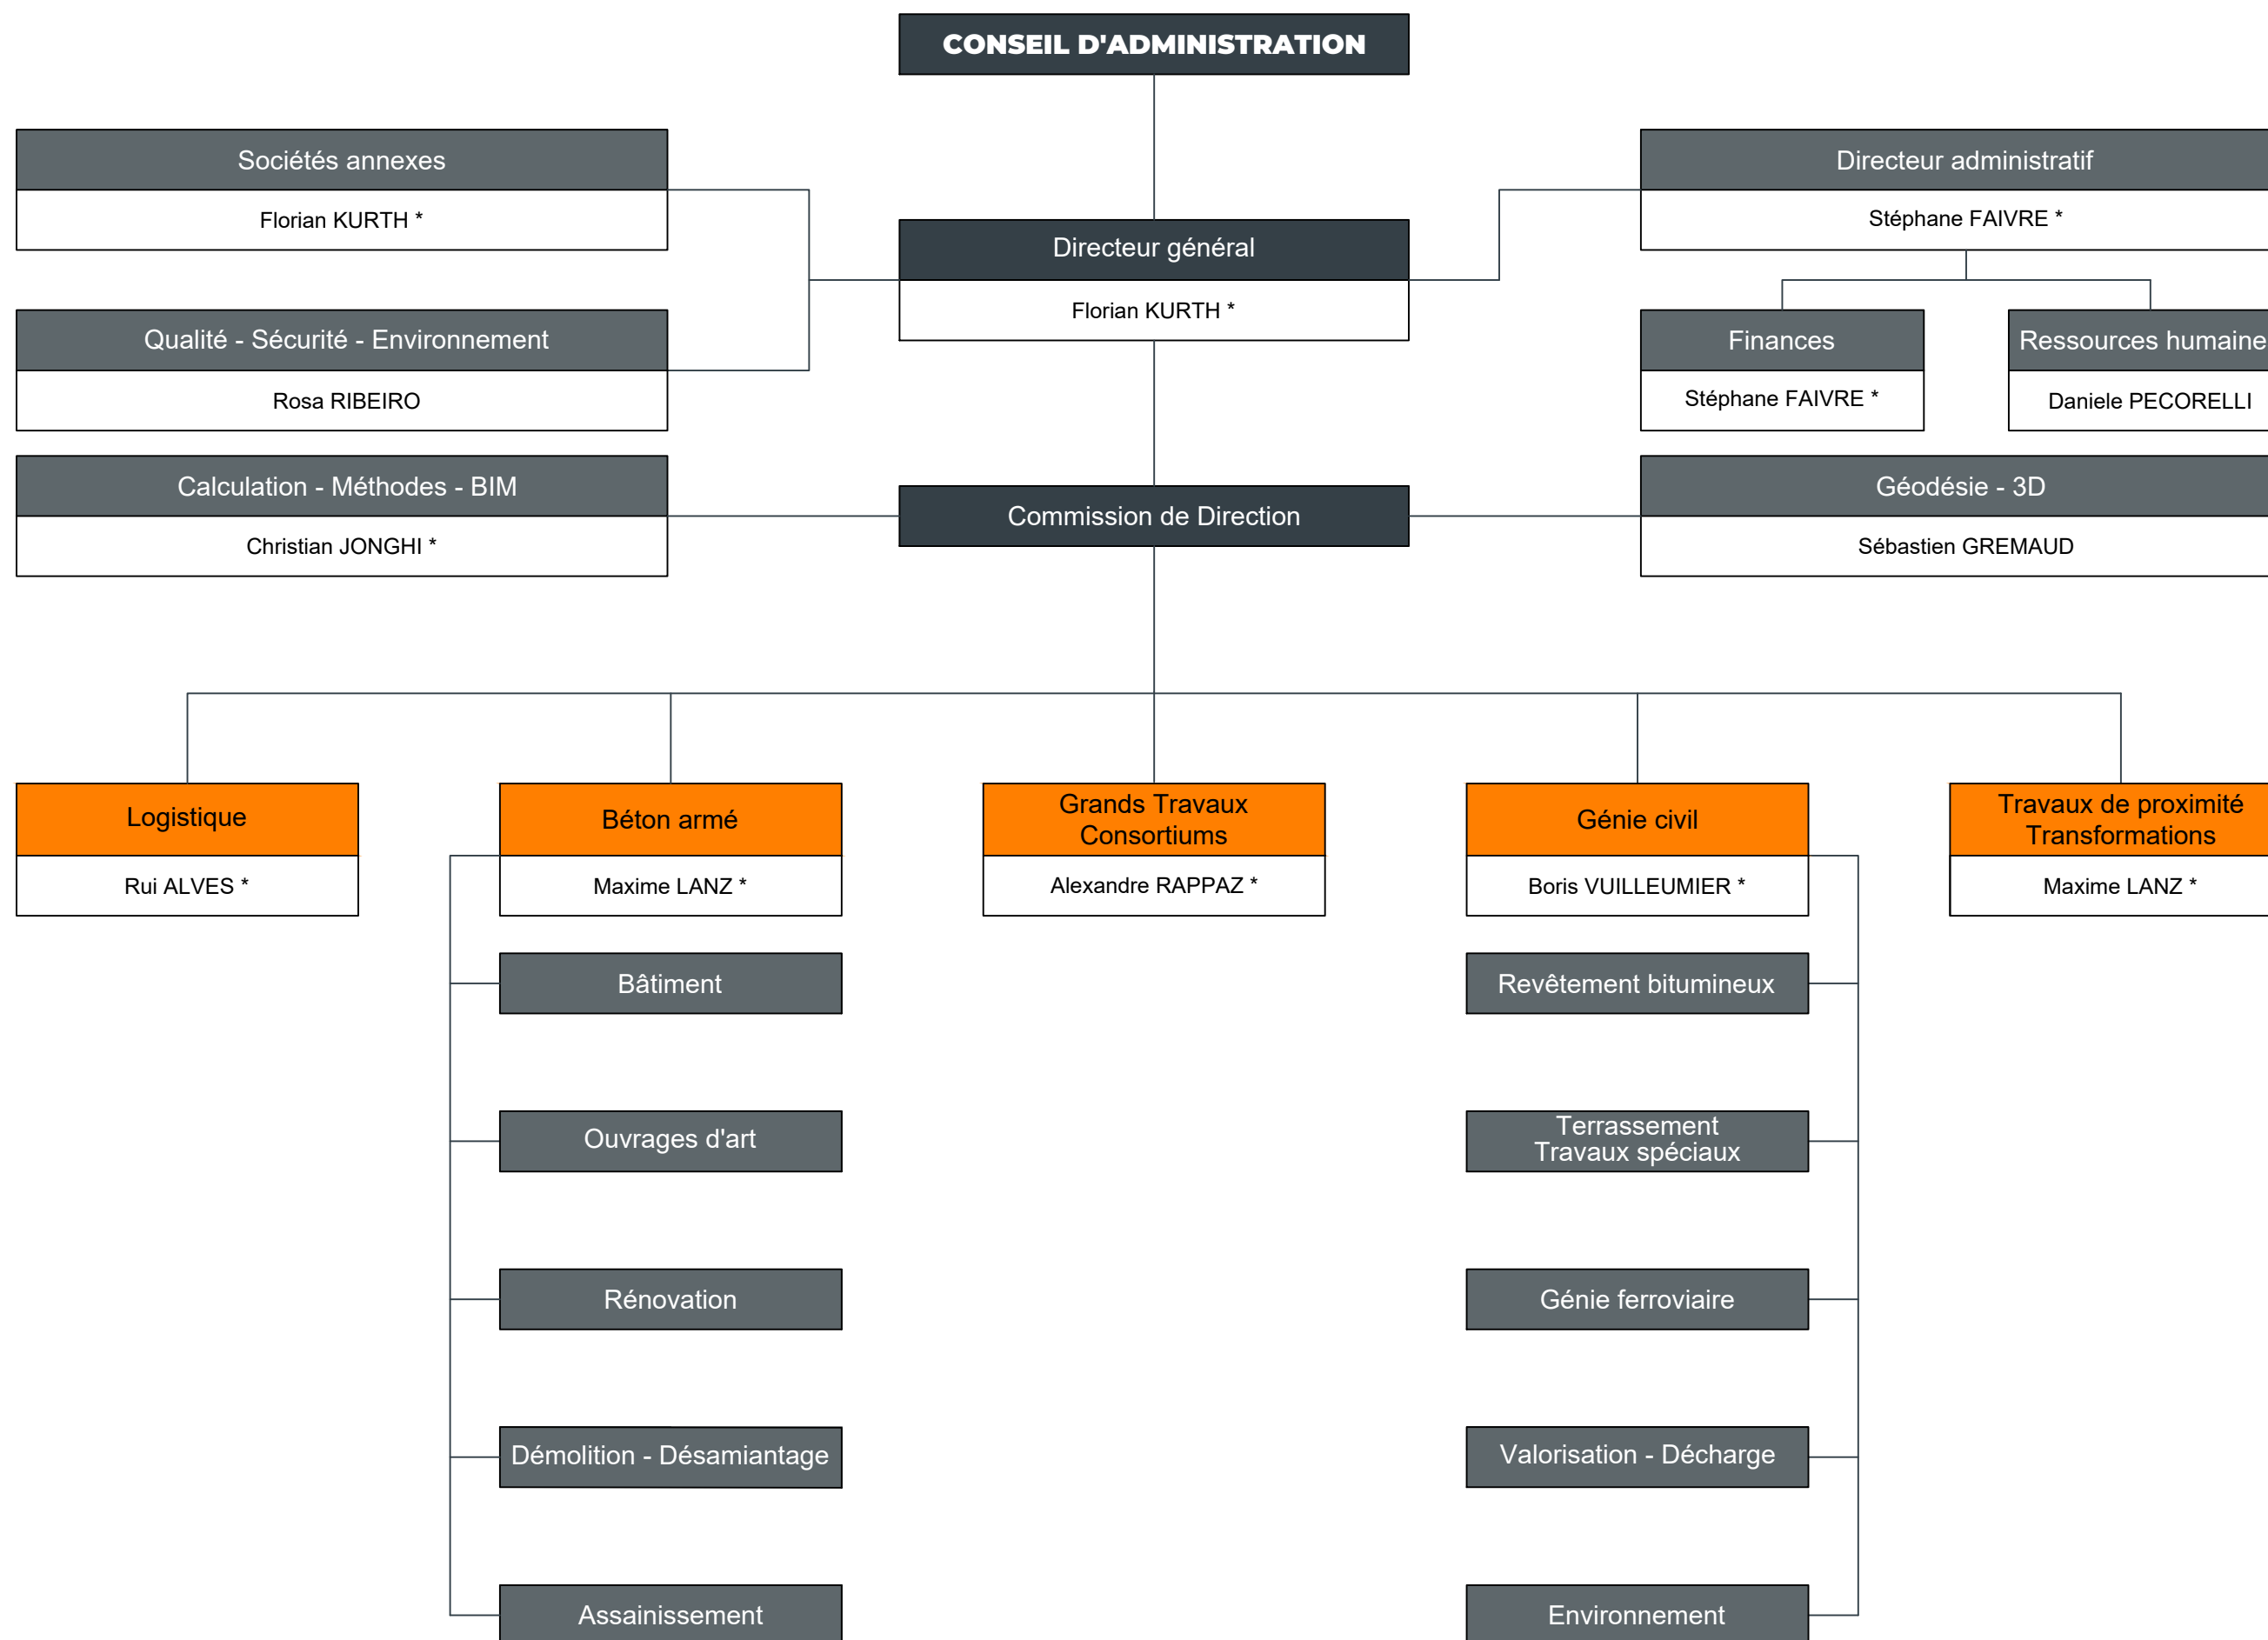 CONSEIL D'ADMINISTRATION
Sociétés annexes
Florian KURTH *
Directeur administratif
Stéphane FAIVRE *
Directeur général
Florian KURTH *
Qualité - Sécurité - Environnement
Rosa RIBEIRO
Finances
Stéphane FAIVRE *
Ressources humaine
Daniele PECORELLI
Calculation - Méthodes - BIM
Christian JONGHI *
Commission de Direction
Géodésie - 3D
Sébastien GREMAUD
Logistique
Rui ALVES *
Béton armé
Maxime LANZ *
Grands Travaux
Consortiums
Alexandre RAPPAZ *
Génie civil
Boris VUILLEUMIER *
Travaux de proximité
Transformations
Maxime LANZ *
Bâtiment
Revêtement bitumineux
Ouvrages d'art
Terrassement
Travaux spéciaux
Rénovation
Génie ferroviaire
Démolition - Désamiantage
Valorisation - Décharge
Assainissement
Environnement